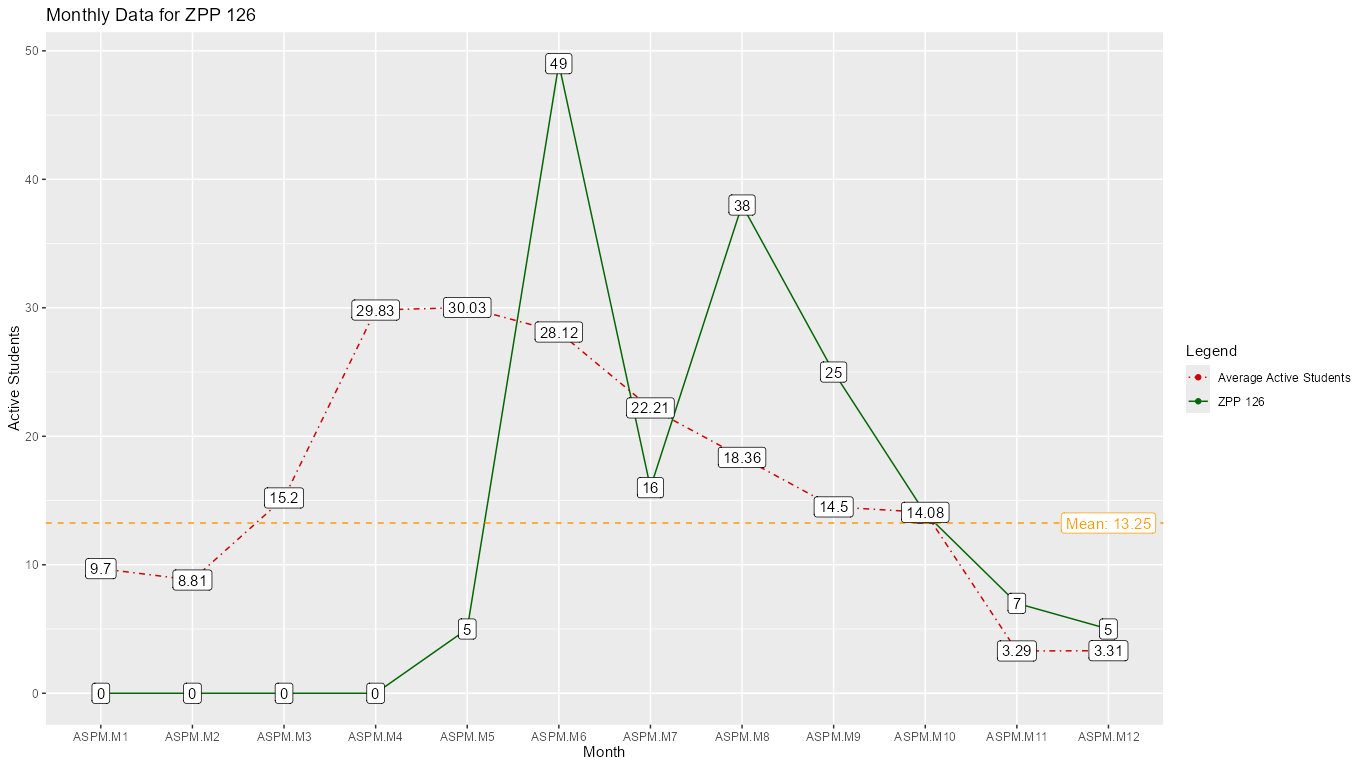 Monthly Data for ZPP 126
50
40
30
20
10
0
Active Students
9.7
8.81
15.2
29.83
30.03
28.12
22.21
18.36
14.5
14.08
3.29
3.31
0
0
0
0
5
49
16
38
25
7
5
Mean: 13.25
ASPM.M1
ASPM.M2
ASPM.M3
ASPM.M4
ASPM.M5
ASPM.M6
ASPM.M7
ASPM.M8
ASPM.M9
ASPM.M10
ASPM.M11
ASPM.M12
Month
Legend
Average Active Students
ZPP 126